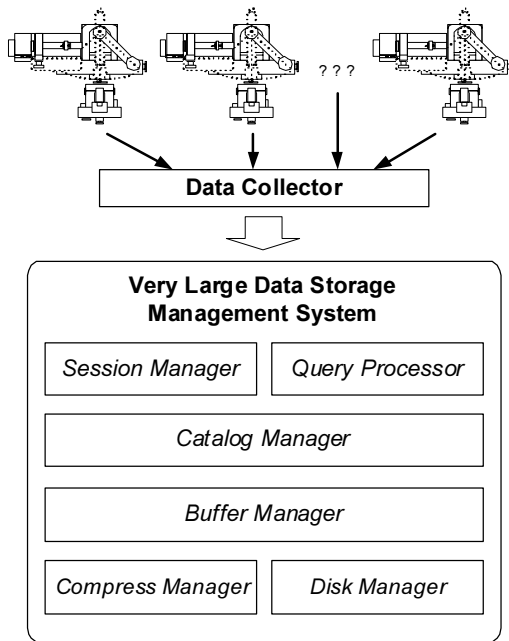 ? ? ?
Data Collector
Very Large Data Storage
Management System
Session Manager
Query Processor
Catalog Manager
Buffer Manager
Compress Manager
Disk Manager